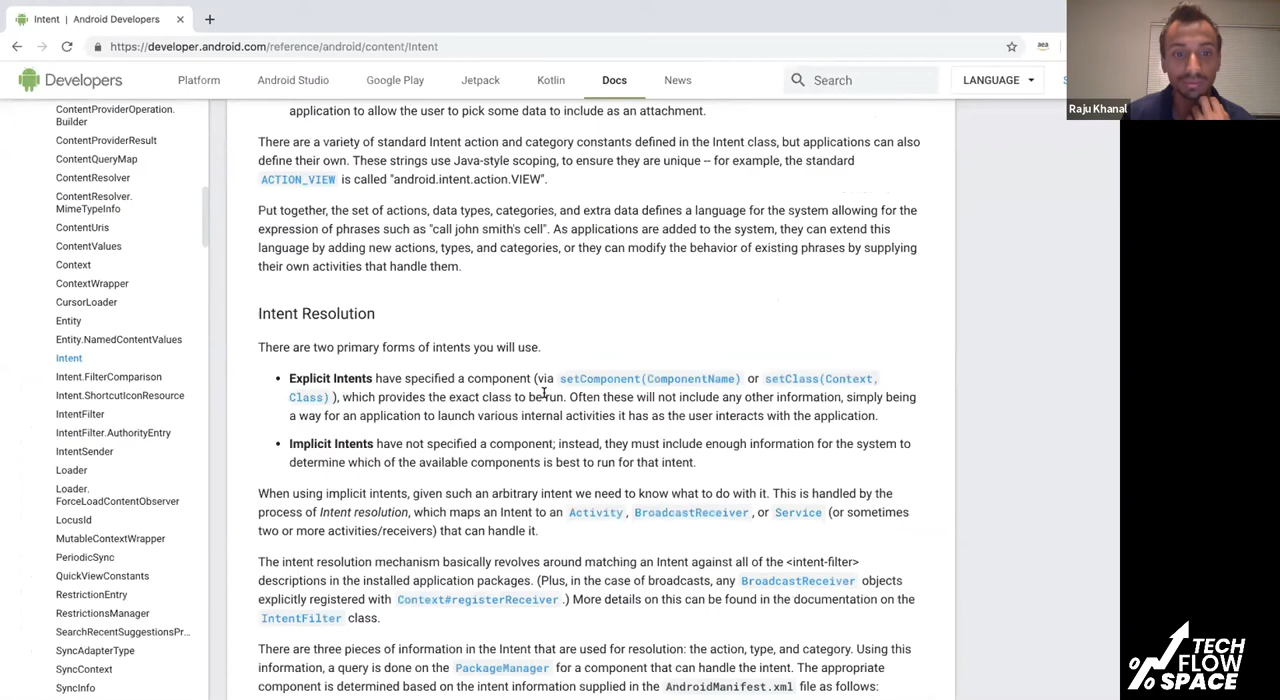 Intent | Android Developers
https://developer.android.com/reference/android/content/Intent
aea
Developers
Platform
Android Studio
Google Play
Jetpack
Kotlin
Docs
News
Search
LANGUAGE
Raju Khanal
ContentProviderOperation.
Builder
ContentProviderResult
ContentQueryMap
ContentResolver
ContentResolver.
MimeTypeInfo
ContentUris
ContentValues
Context
ContextWrapper
CursorLoader
Entity
Entity.NamedContentValues
Intent
Intent.FilterComparison
Intent.ShortcutIconResource
IntentFilter
IntentFilter.AuthorityEntry
IntentSender
Loader
Loader.
ForceLoadContentObserver
LocusId
MutableContextWrapper
PeriodicSync
QuickViewConstants
RestrictionEntry
RestrictionsManager
SearchRecentSuggestionsPr...
SyncAdapterType
SyncContext
SyncInfo
application to allow the user to pick some data to include as an attachment.
There are a variety of standard Intent action and category constants defined in the Intent class, but applications can also
define their own. These strings use Java-style scoping, to ensure they are unique -- for example, the standard
ACTION_VIEW is called "android.intent.action.VIEW".
Put together, the set of actions, data types, categories, and extra data defines a language for the system allowing for the
expression of phrases such as "call john smith's cell". As applications are added to the system, they can extend this
language by adding new actions, types, and categories, or they can modify the behavior of existing phrases by supplying
their own activities that handle them.
Intent Resolution
There are two primary forms of intents you will use.
• Explicit Intents have specified a component (via setComponent(ComponentName) or setClass(Context,
Class) ), which provides the exact class to be run. Often these will not include any other information, simply being
a way for an application to launch various internal activities it has as the user interacts with the application.
• Implicit Intents have not specified a component; instead, they must include enough information for the system to
determine which of the available components is best to run for that intent.
When using implicit intents, given such an arbitrary intent we need to know what to do with it. This is handled by the
process of Intent resolution, which maps an Intent to an Activity, BroadcastReceiver, or Service (or sometimes
two or more activities/receivers) that can handle it.
The intent resolution mechanism basically revolves around matching an Intent against all of the <intent-filter>
descriptions in the installed application packages. (Plus, in the case of broadcasts, any BroadcastReceiver objects
explicitly registered with Context#registerReceiver.) More details on this can be found in the documentation on the
IntentFilter class.
There are three pieces of information in the Intent that are used for resolution: the action, type, and category. Using this
information, a query is done on the PackageManager for a component that can handle the intent. The appropriate
component is determined based on the intent information supplied in the AndroidManifest.xml file as follows:
TECH
FLOW
SPACE